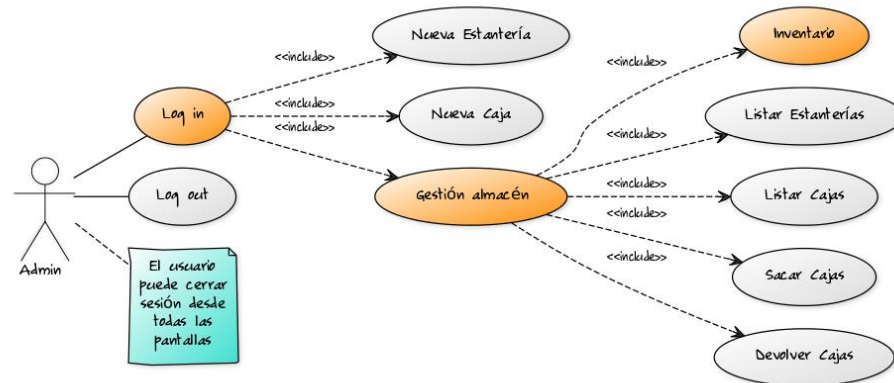 Nueva Estantería
Inventario
<<include>>
<<include>>
Log in
<<include>>
Nueva Caja
Listar Estanterías
<<include>>
<<include>>
Log out
Gestión almacén
<<include>>
Listar Cajas
<<include>>
Admin
El usuario
puede cerrar
sesión desde
todas las
pantallas
<<include>>
Sacar Cajas
Devolver Cajas